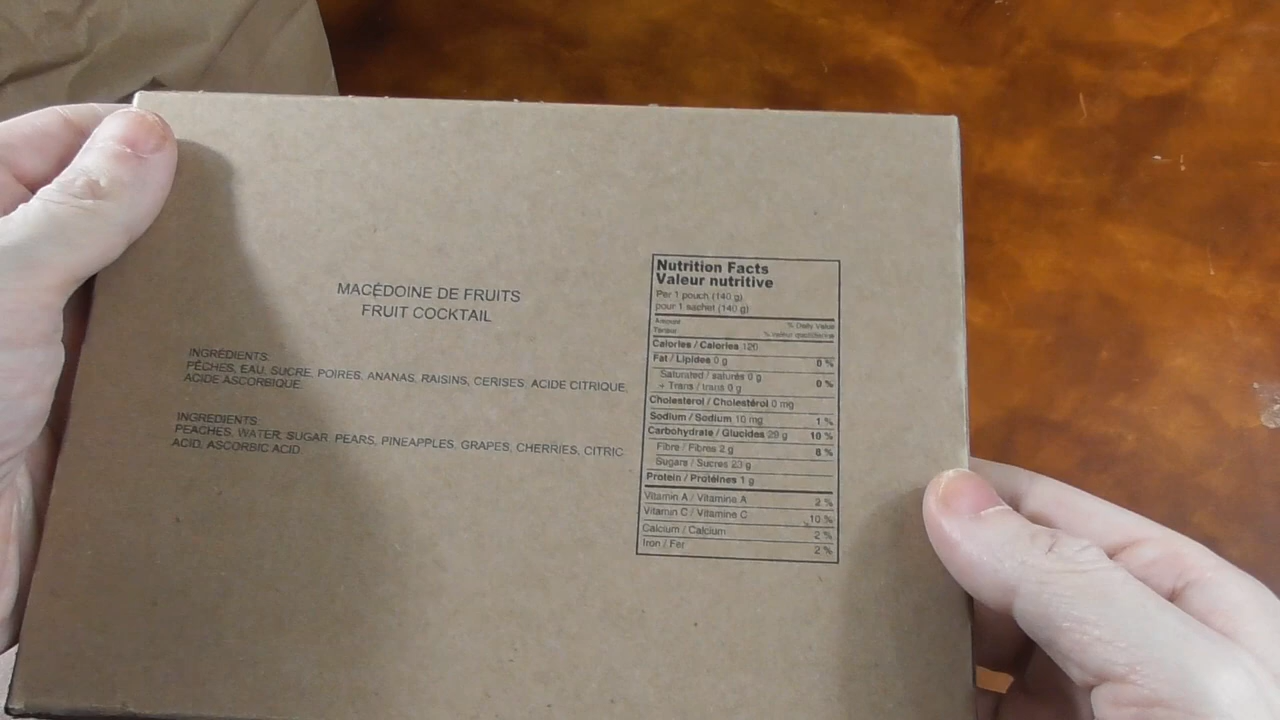 MACÉDOINE DE FRUITS
FRUIT COCKTAIL
INGRÉDIENTS:
PÊCHES, EAU, SUCRE, POIRES, ANANAS, RAISINS, CERISES, ACIDE CITRIQUE,
ACIDE ASCORBIQUE.
INGREDIENTS:
PEACHES, WATER, SUGAR, PEARS, PINEAPPLES, GRAPES, CHERRIES, CITRIC
ACID, ASCORBIC ACID.
Nutrition Facts
Valeur nutritive
Per 1 pouch (140 g)
pour 1 sachet (140 g)
Amount % Daily Value
Teneur % valeur quotidienne
Calories / Calories 120
Fat / Lipides 0 g 0 %
Saturated / saturés 0 g
+ Trans / trans 0 g 0 %
Cholesterol / Cholestérol 0 mg
Sodium / Sodium 10 mg 1 %
Carbohydrate / Glucides 29 g 10 %
Fibre / Fibres 2 g 8 %
Sugars / Sucres 23 g
Protein / Protéines 1 g
Vitamin A / Vitamine A 2 %
Vitamin C / Vitamine C 10 %
Calcium / Calcium 2 %
Iron / Fer 2 %